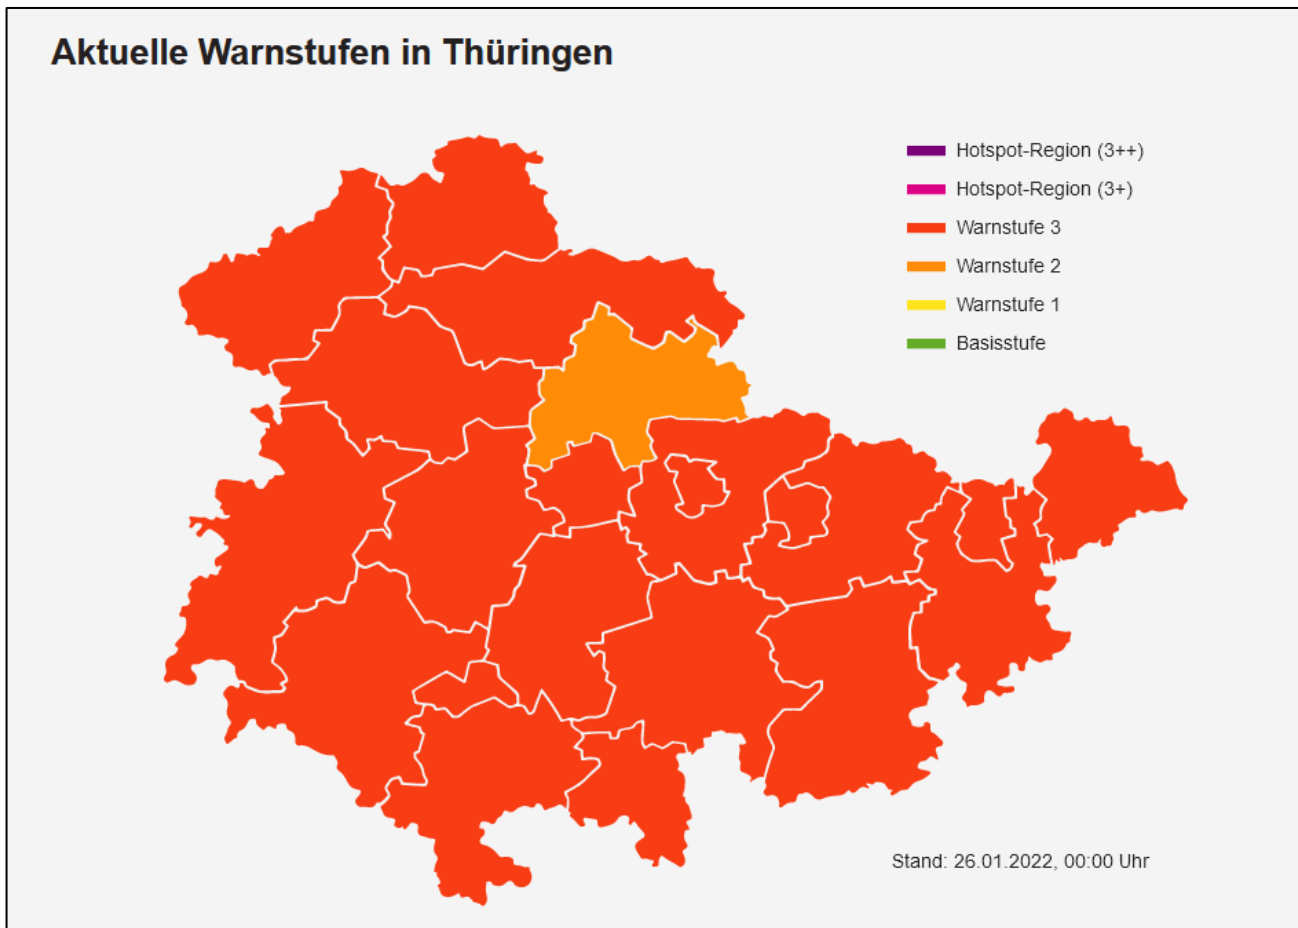 Aktuelle Warnstufen in Thüringen
Hotspot-Region (3++)
Hotspot-Region (3+)
Warnstufe 3
Warnstufe 2
Warnstufe 1
Basisstufe
Stand: 26.01.2022, 00:00 Uhr